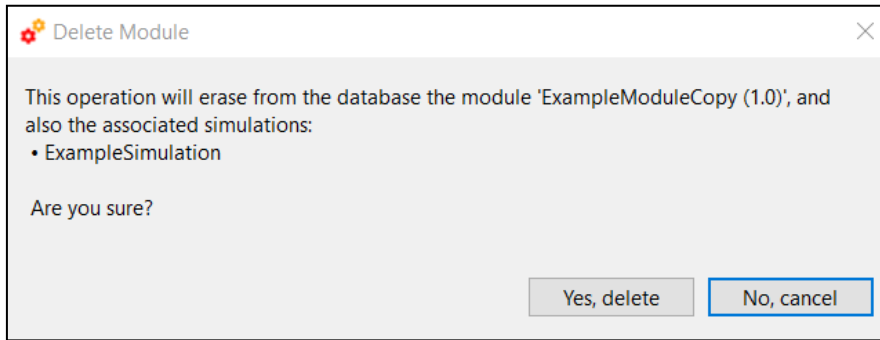 Delete Module
This operation will erase from the database the module 'ExampleModuleCopy (1.0)', and
also the associated simulations:
• ExampleSimulation
Are you sure?
Yes, delete
No, cancel